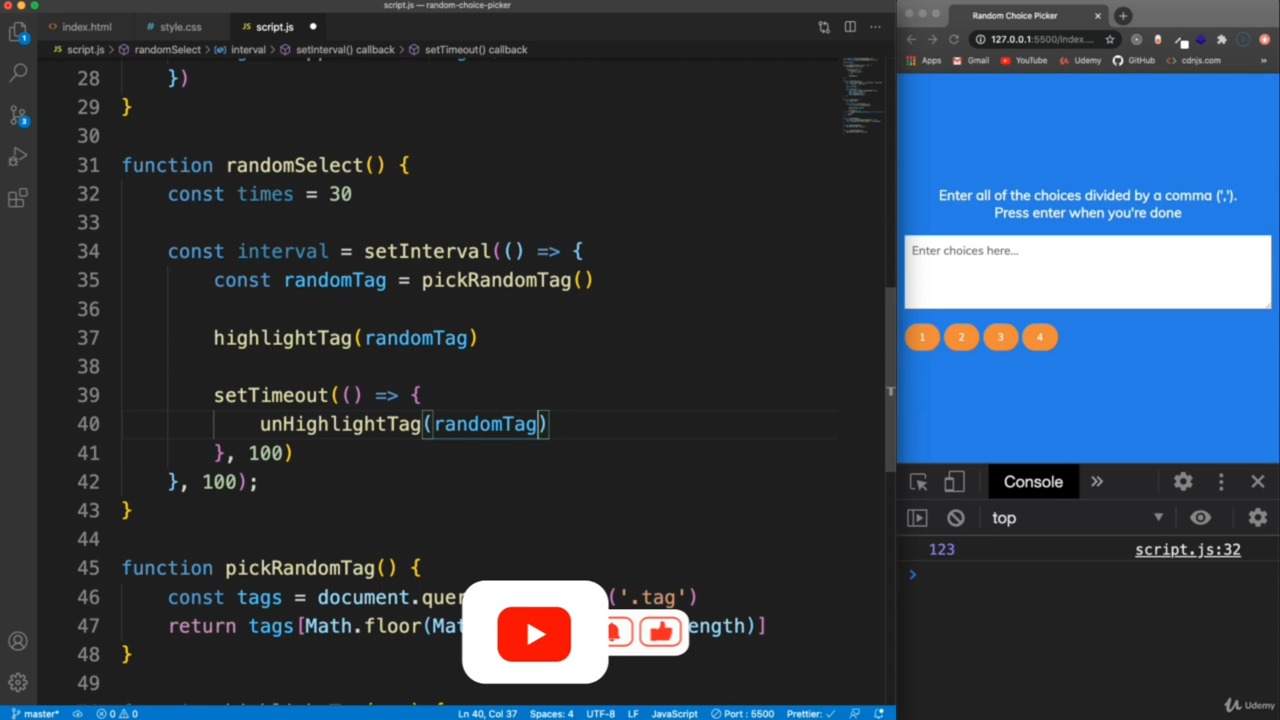 script.js — random-choice-picker
index.html
style.css
JS script.js
JS script.js > randomSelect > interval > setInterval() callback > setTimeout() callback
28 })
29 }
30
31 function randomSelect() {
32 const times = 30
33
34 const interval = setInterval(() => {
35 const randomTag = pickRandomTag()
36
37 highlightTag(randomTag)
38
39 setTimeout(() => {
40 unHighlightTag(randomTag)
41 }, 100)
42 }, 100);
43 }
44
45 function pickRandomTag() {
46 const tags = document.que ('.tag')
47 return tags[Math.floor(Ma ength)]
48 }
49
1
3
master* 0 0 Ln 40, Col 37 Spaces: 4 UTF-8 LF JavaScript Port : 5500 Prettier: ✓
Random Choice Picker
127.0.0.1:5500/index....
Apps Gmail YouTube Udemy GitHub cdnjs.com »
Enter all of the choices divided by a comma (',').
Press enter when you're done
Enter choices here...
1 2 3 4
Console »
top
123 script.js:32
>
Udemy